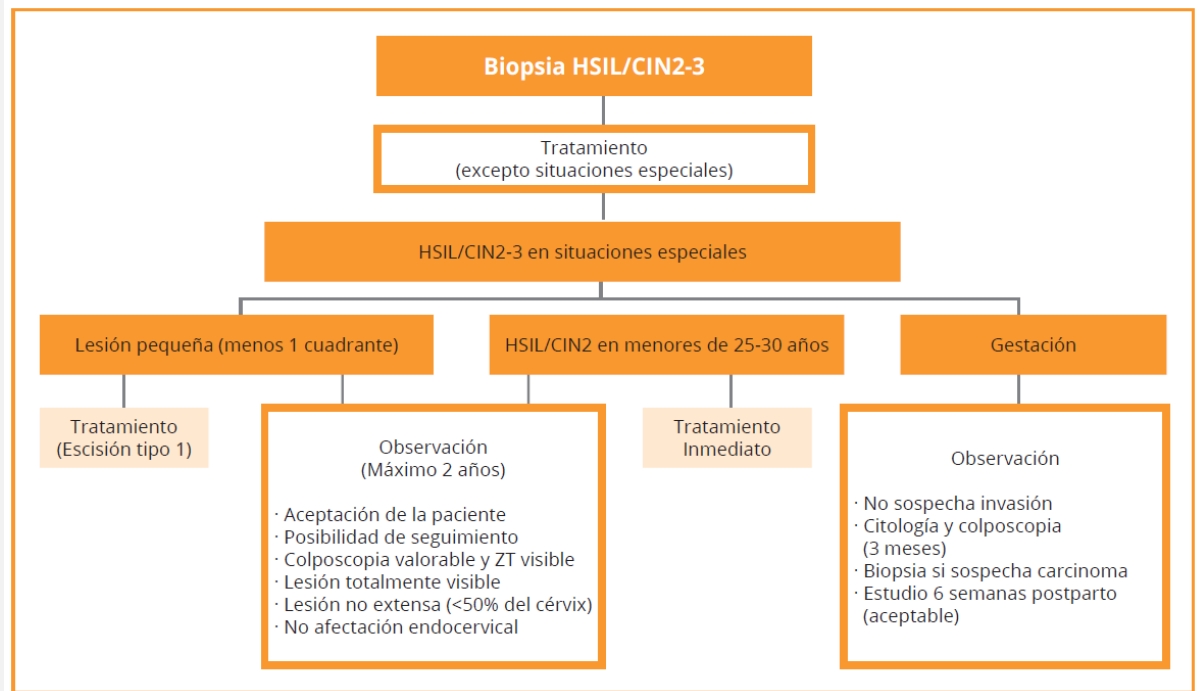 Biopsia HSIL/CIN2-3
Tratamiento
(excepto situaciones especiales)
HSIL/CIN2-3 en situaciones especiales
Lesión pequeña (menos 1 cuadrante)
HSIL/CIN2 en menores de 25-30 años
Gestación
Tratamiento
(Escisión tipo 1)
Observación
(Máximo 2 años)
· Aceptación de la paciente
· Posibilidad de seguimiento
· Colposcopia valorable y ZT visible
· Lesión totalmente visible
· Lesión no extensa (<50% del cérvix)
· No afectación endocervical
Tratamiento
Inmediato
Observación
· No sospecha invasión
· Citología y colposcopia
(3 meses)
· Biopsia si sospecha carcinoma
· Estudio 6 semanas postparto
(aceptable)